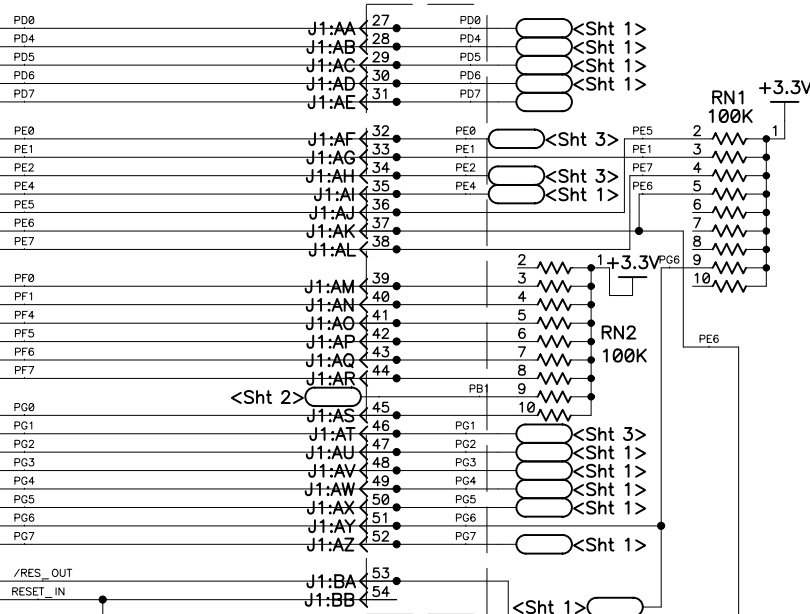 PD0 J1:AA 27 PD0 <Sht 1>
PD4 J1:AB 28 PD4 <Sht 1>
PD5 J1:AC 29 PD5 <Sht 1>
PD6 J1:AD 30 PD6 <Sht 1>
PD7 J1:AE 31 PD7
+3.3V
RN1
100K
PE0 J1:AF 32 PE0 <Sht 3> PE5 2 1
PE1 J1:AG 33 PE1 PE1 3
PE2 J1:AH 34 PE2 <Sht 3> PE7 4
PE4 J1:AI 35 PE4 <Sht 1> PE6 5
PE5 J1:AJ 36 6
PE6 J1:AK 37 7
PE7 J1:AL 38 8
2 1 +3.3V PG6 9
PF0 J1:AM 39 3 10
PF1 J1:AN 40 4
PF4 J1:AO 41 5
PF5 J1:AP 42 6 RN2 PE6
PF6 J1:AQ 43 7 100K
PF7 J1:AR 44 8
<Sht 2> PB1 9
PG0 J1:AS 45 10
PG1 J1:AT 46 PG1 <Sht 3>
PG2 J1:AU 47 PG2 <Sht 1>
PG3 J1:AV 48 PG3 <Sht 1>
PG4 J1:AW 49 PG4 <Sht 1>
PG5 J1:AX 50 PG5 <Sht 1>
PG6 J1:AY 51 PG6
PG7 J1:AZ 52 PG7 <Sht 1>
/RES_OUT J1:BA 53
RESET_IN J1:BB 54
<Sht 1>